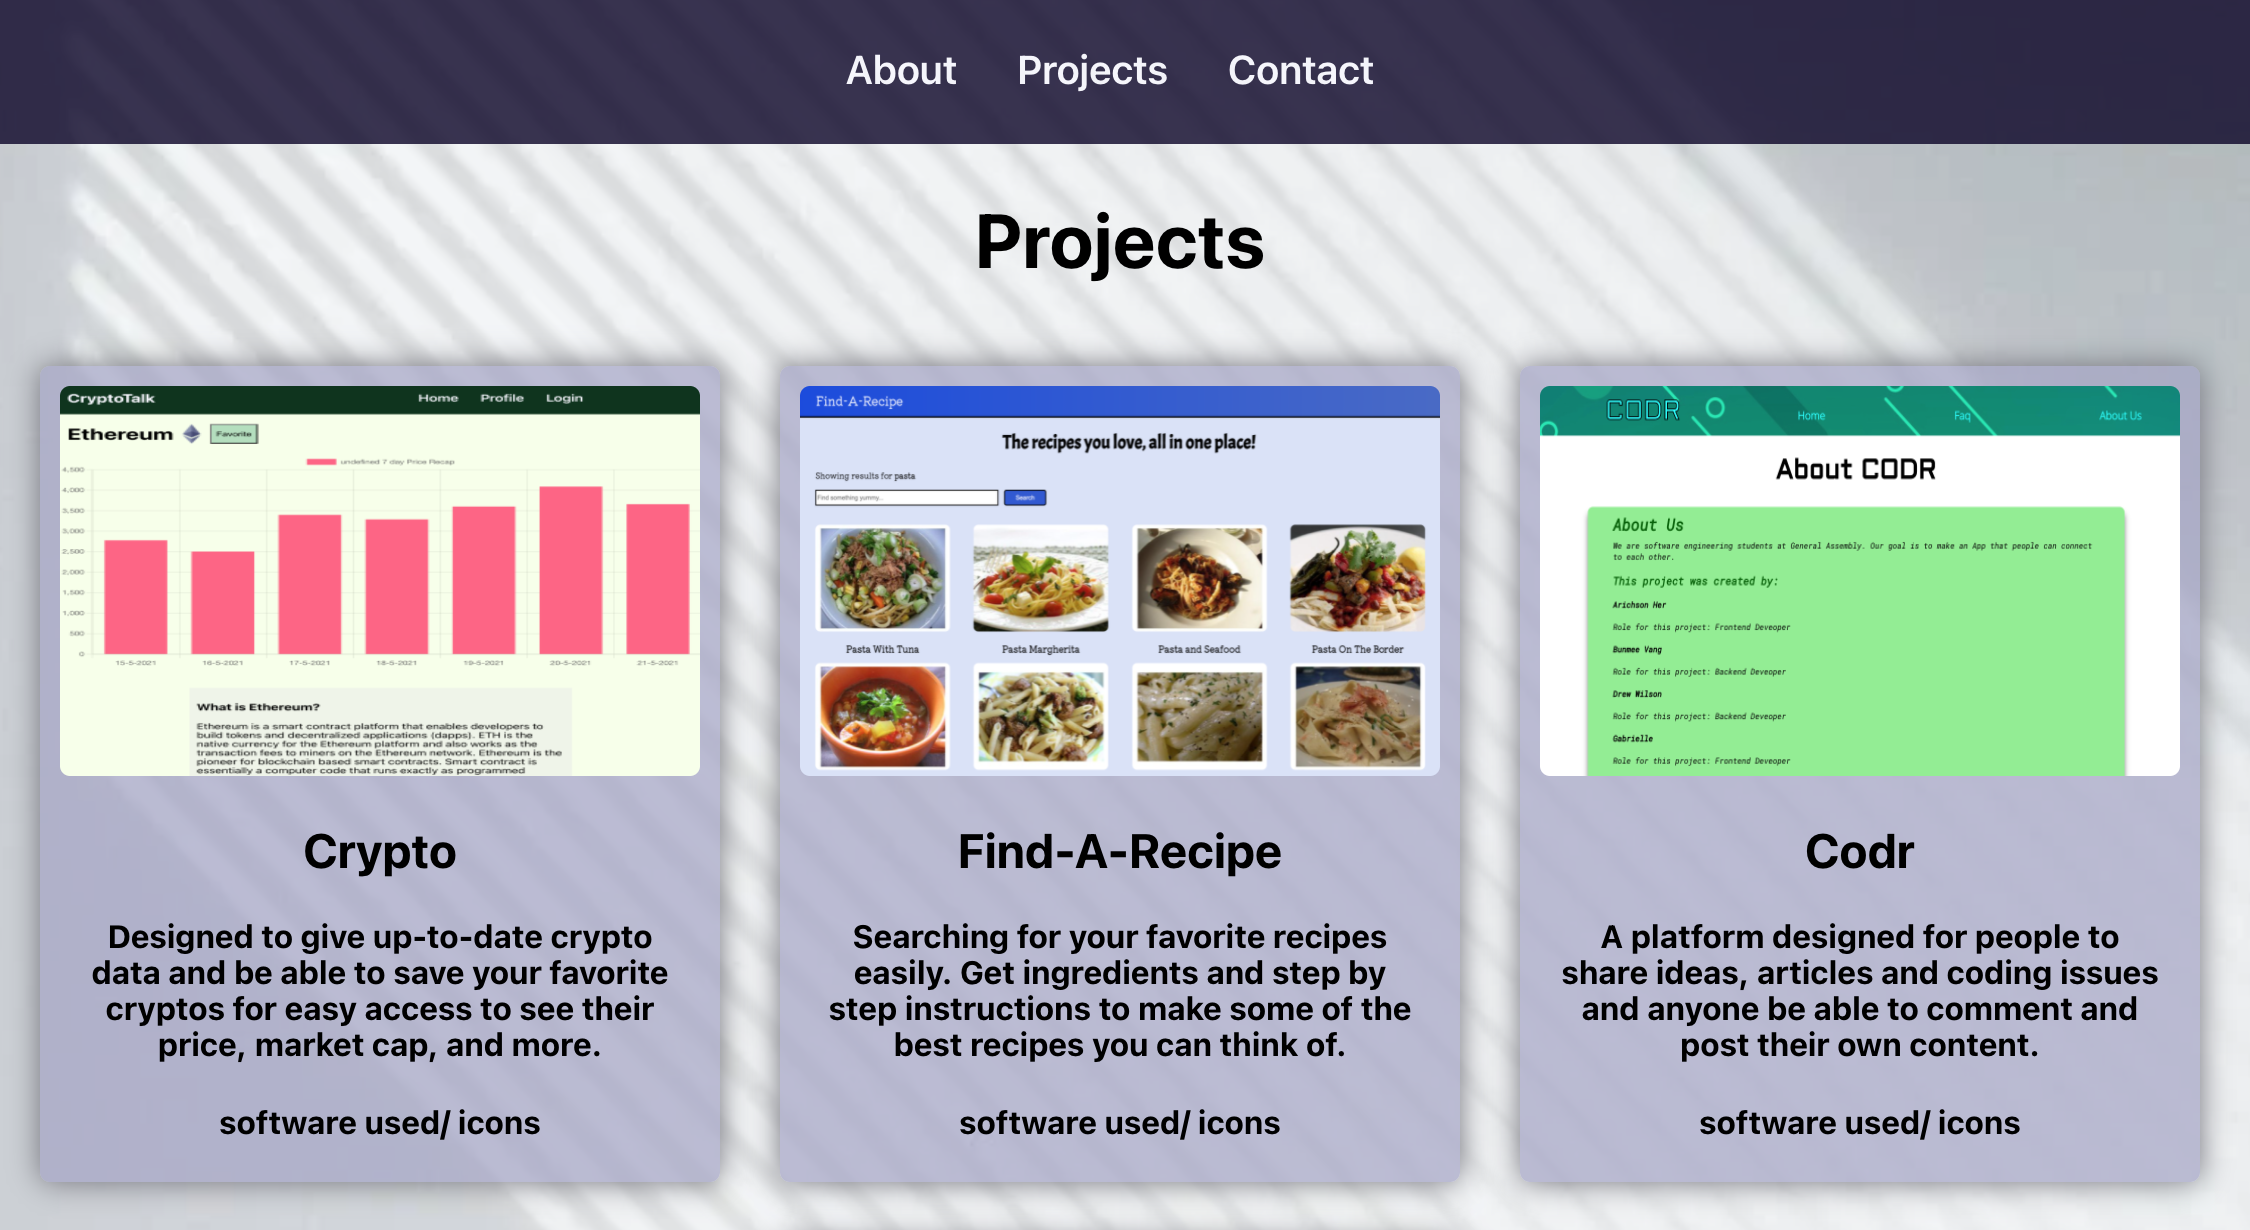 About Projects Contact
Projects
CryptoTalk Home Profile Login
Ethereum Favorite
undefined 7 day Price Recap
4,500
4,000
3,500
3,000
2,500
2,000
1,500
1,000
500
0
15-5-2021 16-5-2021 17-5-2021 18-5-2021 19-5-2021 20-5-2021 21-5-2021
What is Ethereum?
Ethereum is a smart contract platform that enables developers to
build tokens and decentralized applications (dapps). ETH is the
native currency for the Ethereum platform and also works as the
transaction fees to miners on the Ethereum network. Ethereum is the
pioneer for blockchain based smart contracts. Smart contract is
essentially a computer code that runs exactly as programmed
Crypto
Designed to give up-to-date crypto
data and be able to save your favorite
cryptos for easy access to see their
price, market cap, and more.
software used/ icons
Find-A-Recipe
The recipes you love, all in one place!
Showing results for pasta
Find something yummy... Search
Pasta With Tuna Pasta Margherita Pasta and Seafood Pasta On The Border
Find-A-Recipe
Searching for your favorite recipes
easily. Get ingredients and step by
step instructions to make some of the
best recipes you can think of.
software used/ icons
CODR Home Faq About Us
About CODR
About Us
We are software engineering students at General Assembly. Our goal is to make an App that people can connect
to each other.
This project was created by:
Arichson Her
Role for this project: Frontend Deveoper
Bunmee Vang
Role for this project: Backend Deveoper
Drew Wilson
Role for this project: Backend Deveoper
Gabrielle
Role for this project: Frontend Deveoper
Codr
A platform designed for people to
share ideas, articles and coding issues
and anyone be able to comment and
post their own content.
software used/ icons